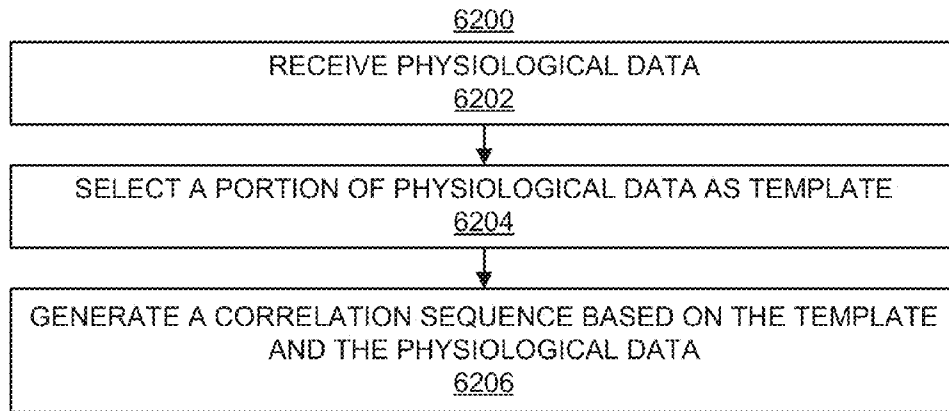 6200
RECEIVE PHYSIOLOGICAL DATA
6202
SELECT A PORTION OF PHYSIOLOGICAL DATA AS TEMPLATE
6204
GENERATE A CORRELATION SEQUENCE BASED ON THE TEMPLATE
AND THE PHYSIOLOGICAL DATA
6206